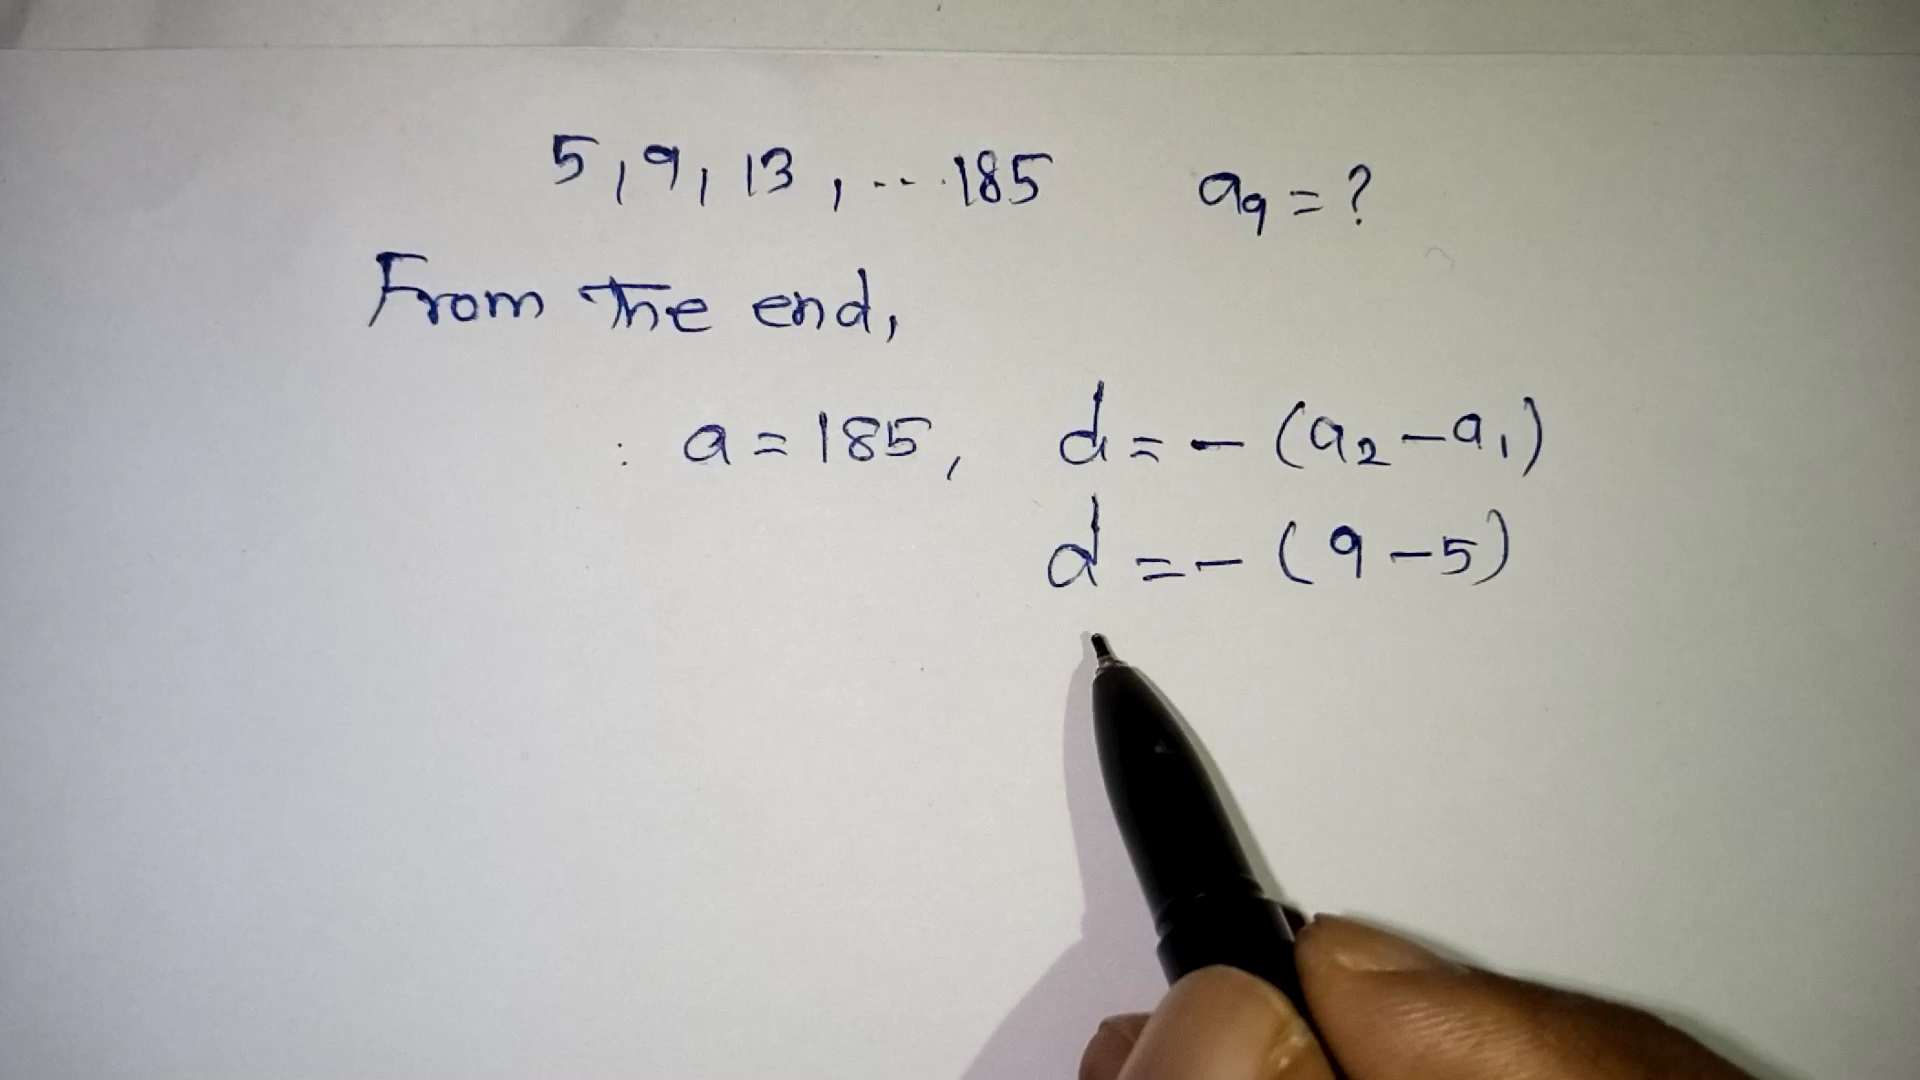 5, 9, 13, ... 185 a₉ = ?
From the end,
a = 185, d = - (a₂ - a₁)
d = - (9 - 5)